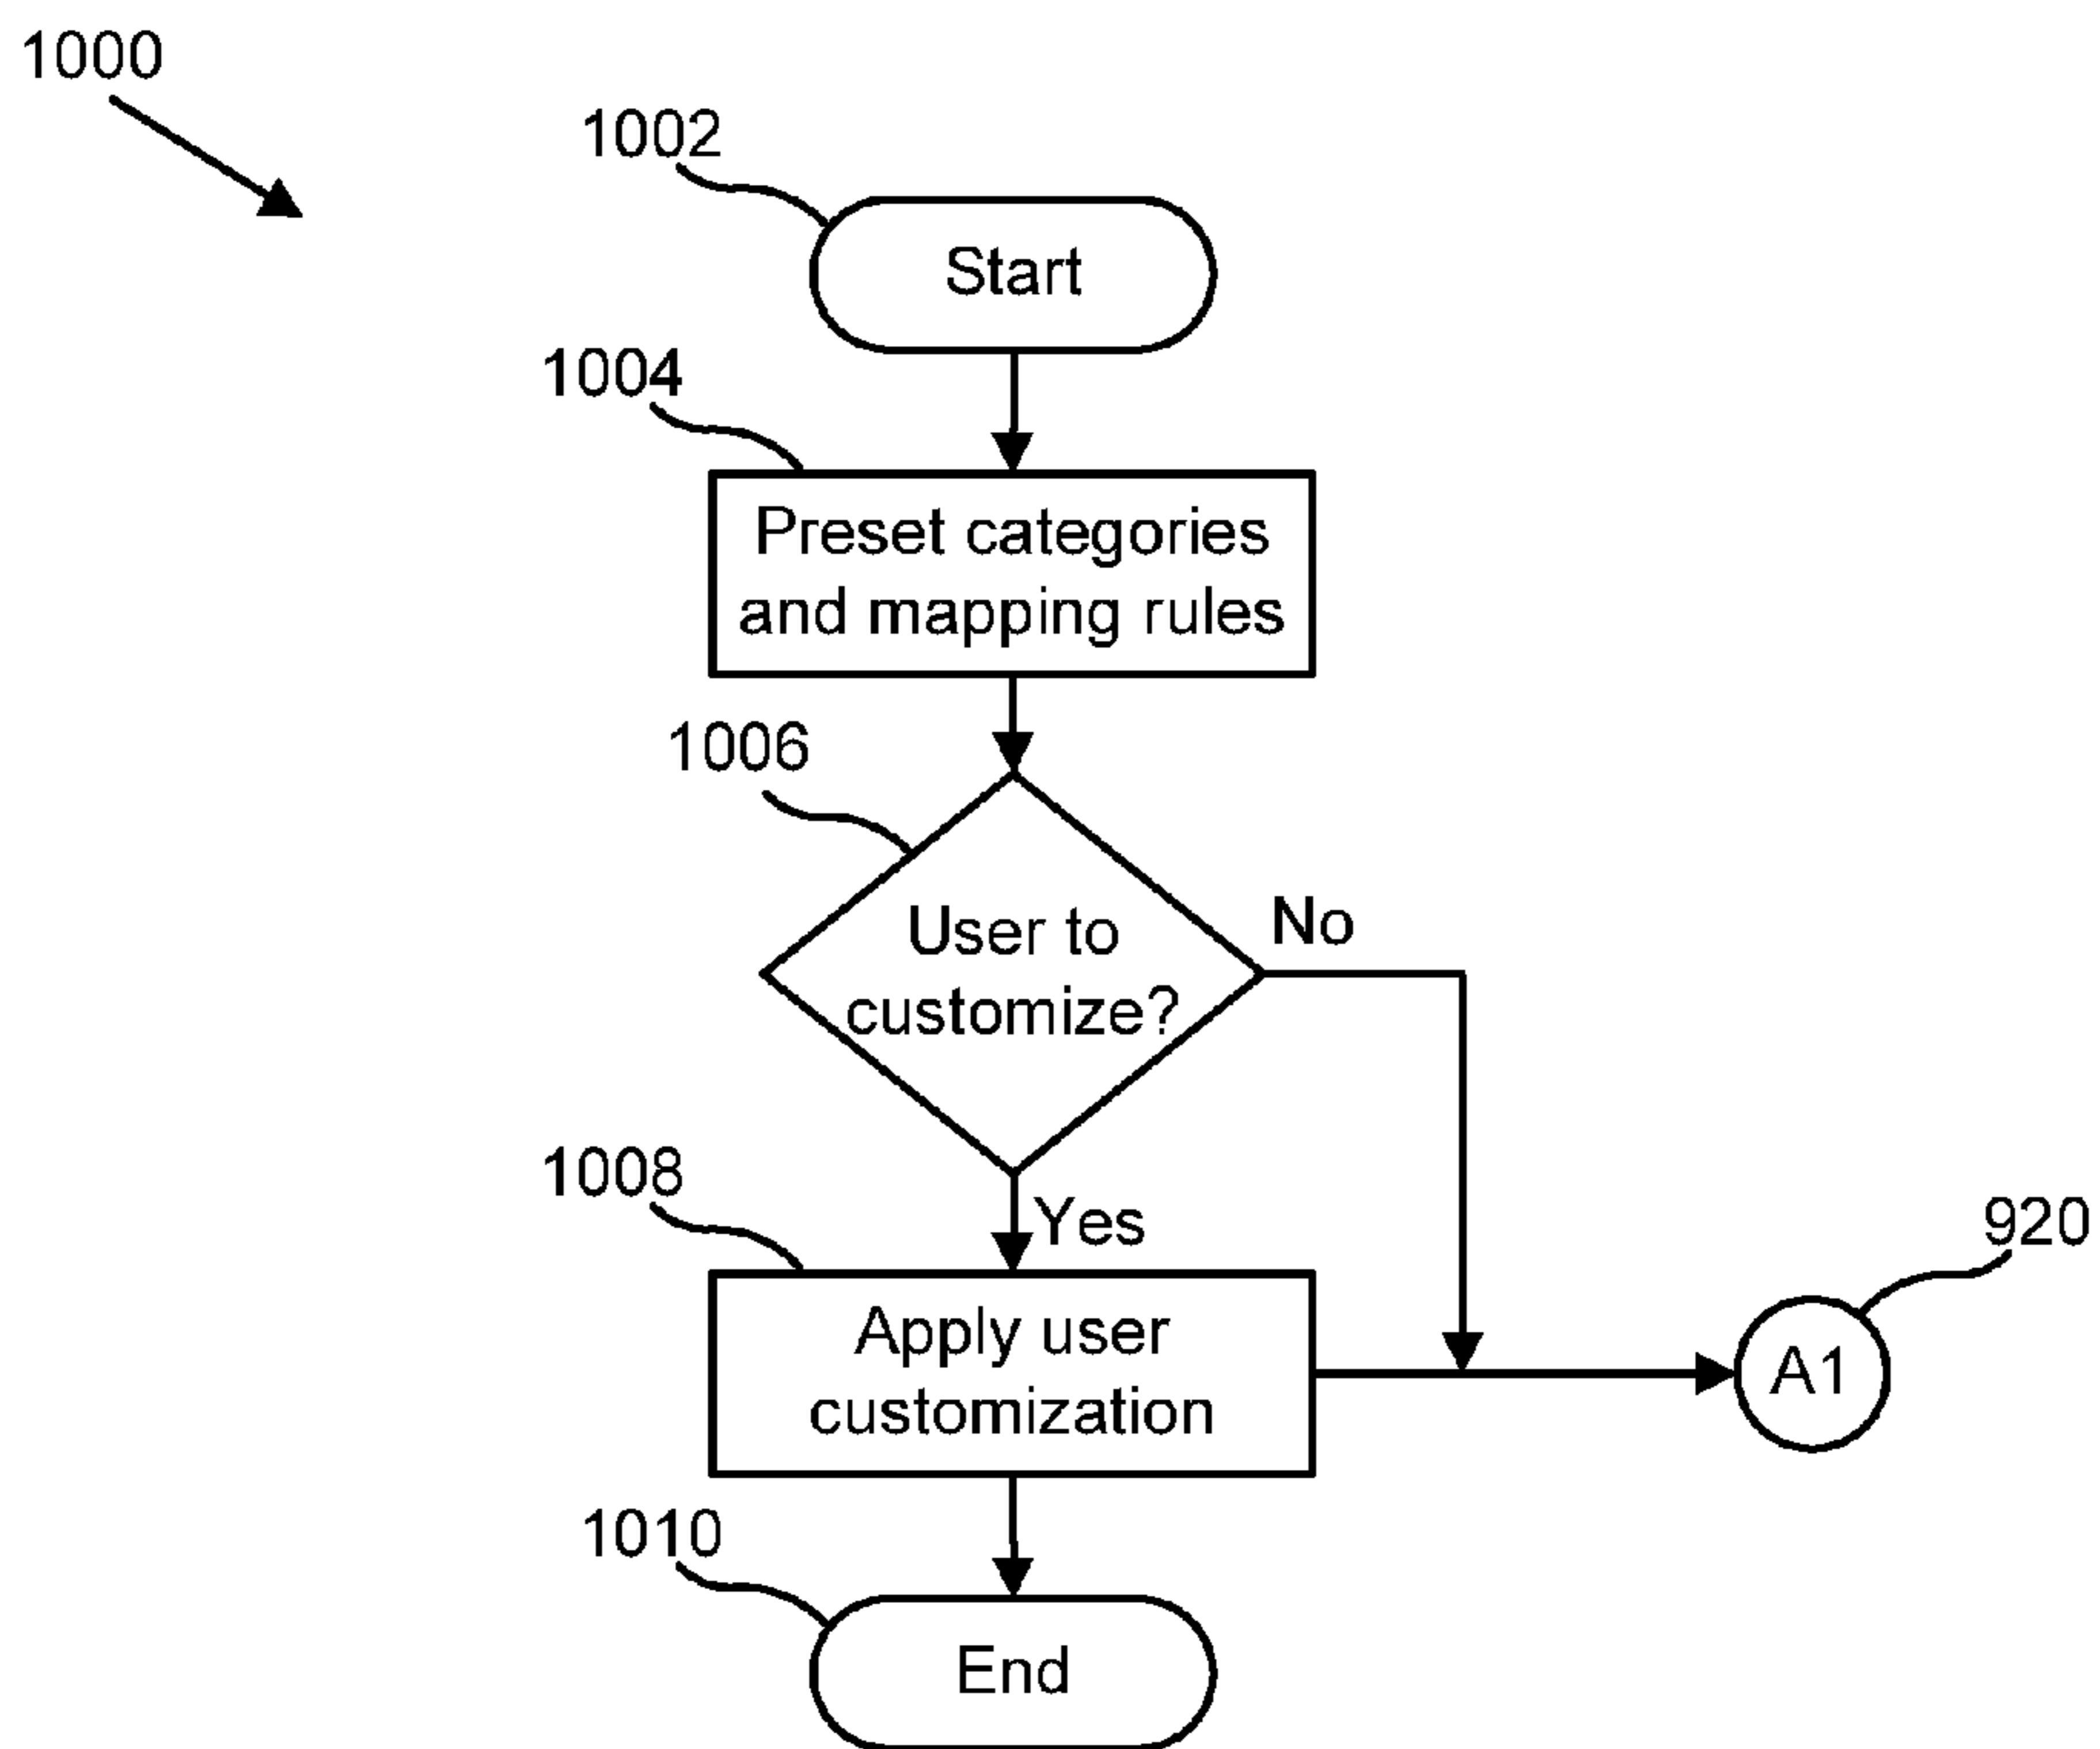 1000
1002
Start
1004
Preset categories
and mapping rules
1006
User to
customize?
No
1008
Yes
920
Apply user
customization
A1
1010
End